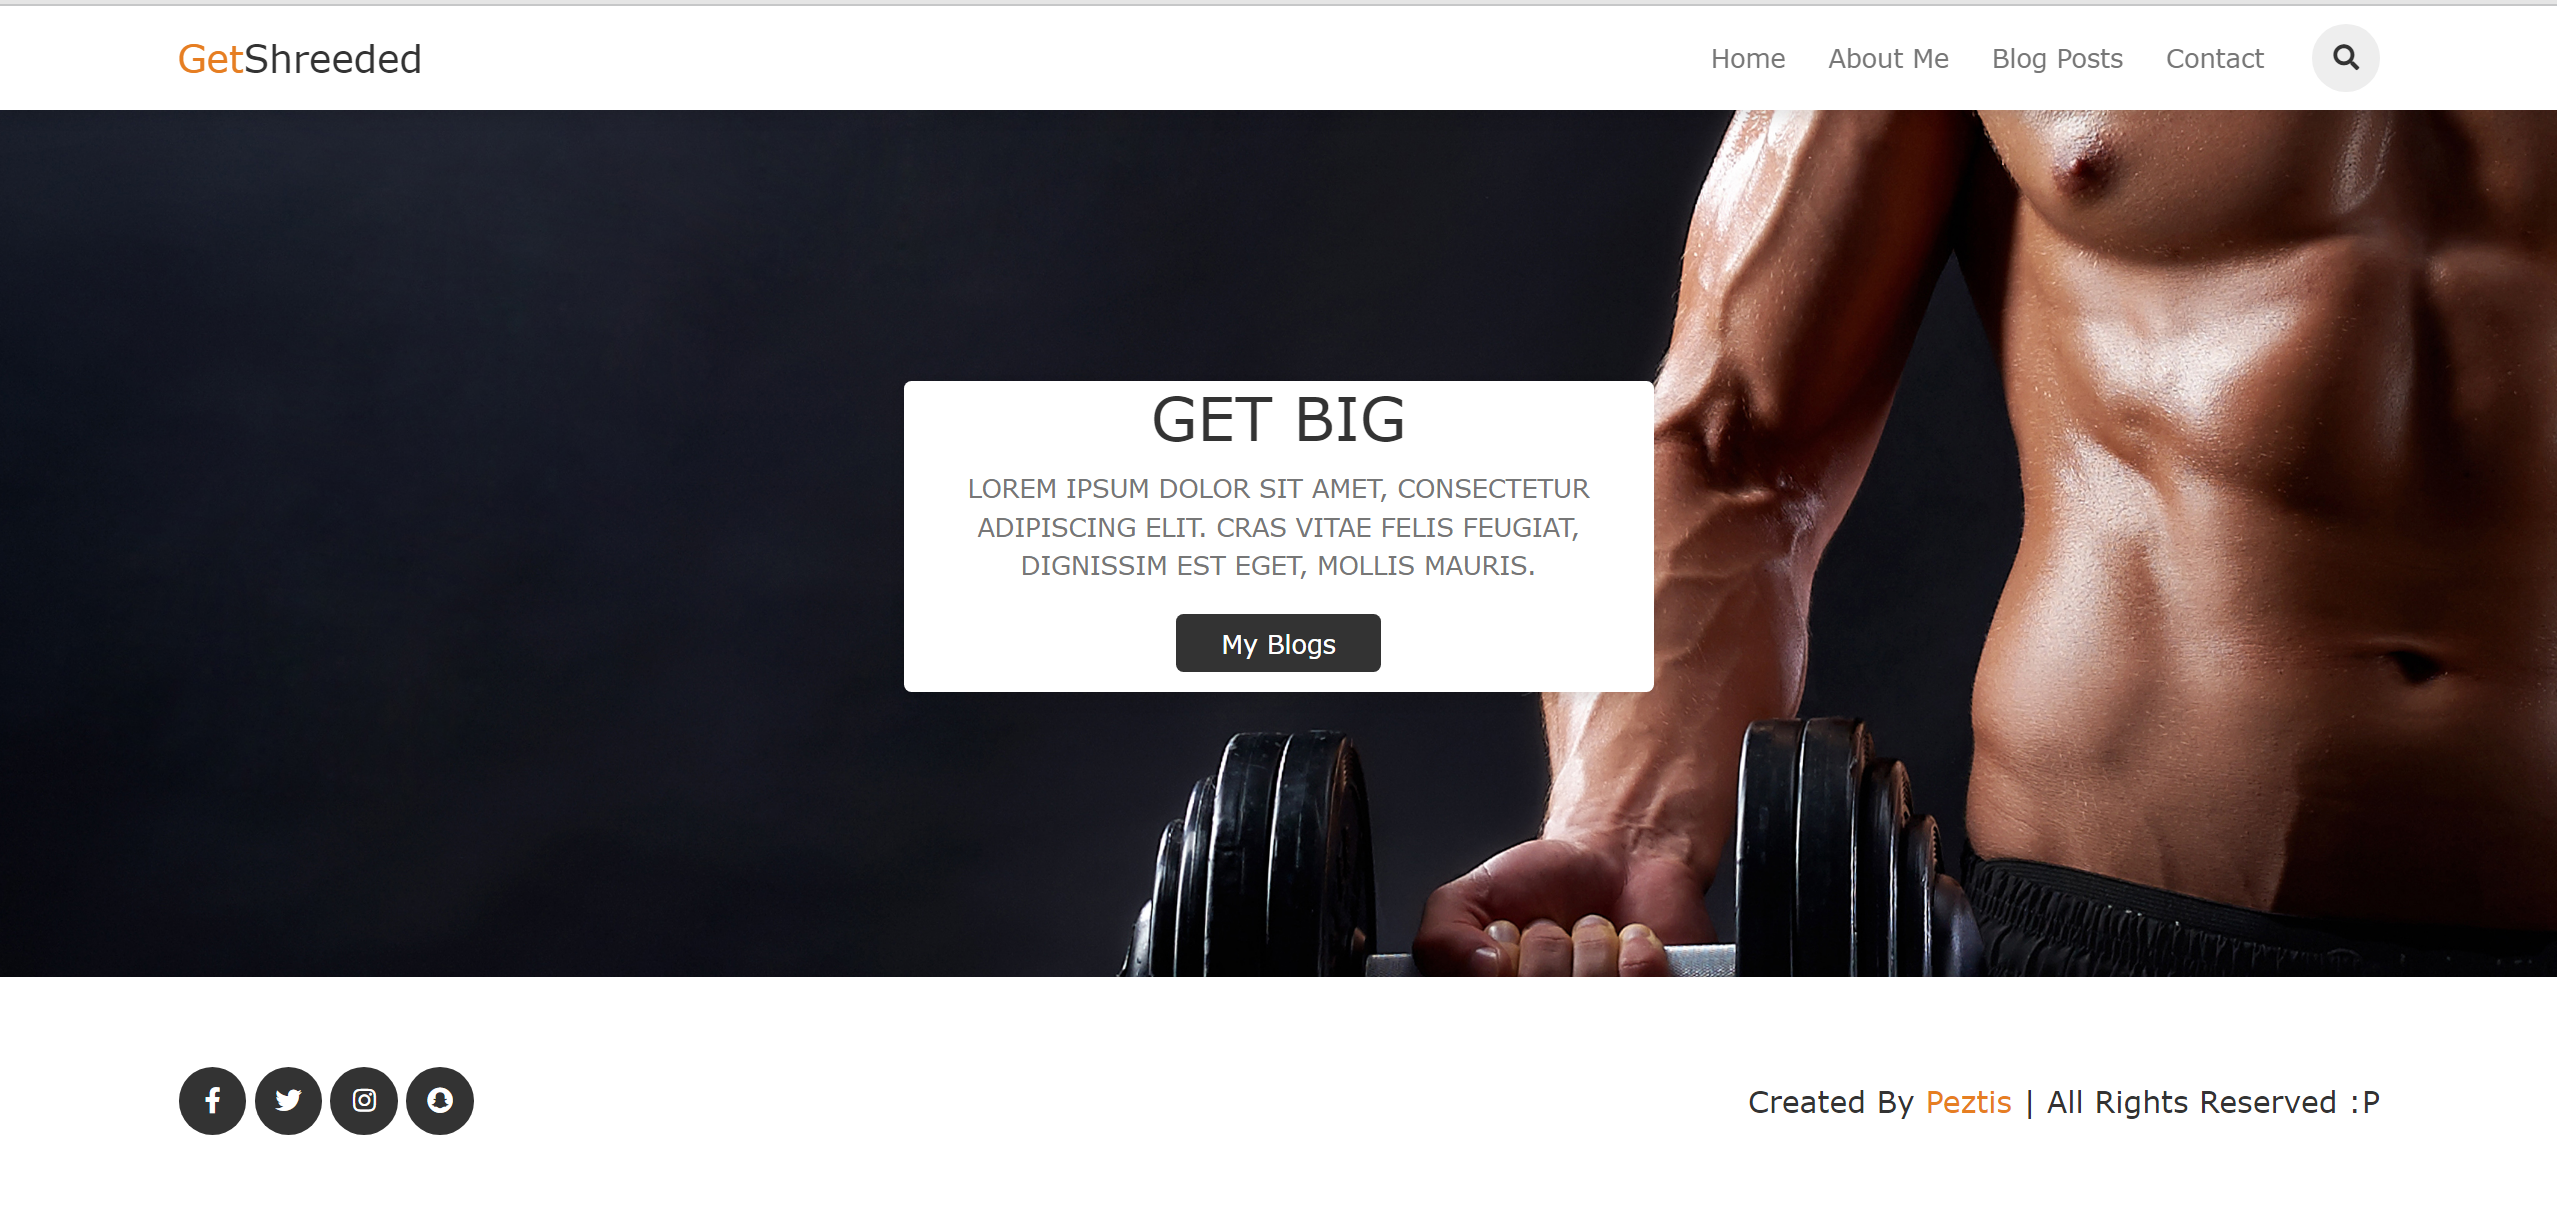 GetShreeded
Home About Me Blog Posts Contact
GET BIG
LOREM IPSUM DOLOR SIT AMET, CONSECTETUR
ADIPISCING ELIT. CRAS VITAE FELIS FEUGIAT,
DIGNISSIM EST EGET, MOLLIS MAURIS.
My Blogs
Created By Peztis | All Rights Reserved :P